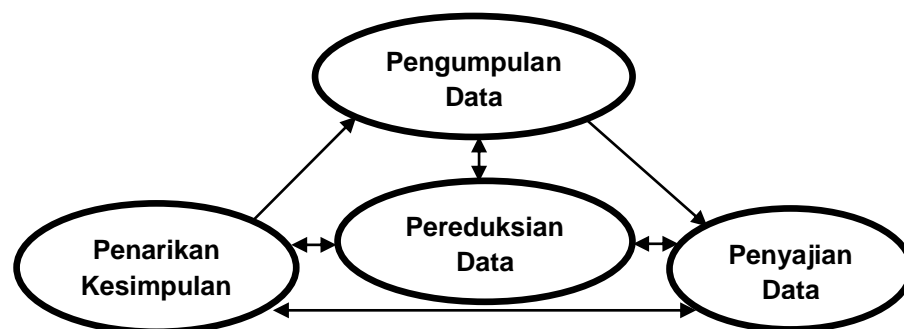 Pengumpulan
Data
Pereduksian
Data
Penarikan
Kesimpulan
Penyajian
Data